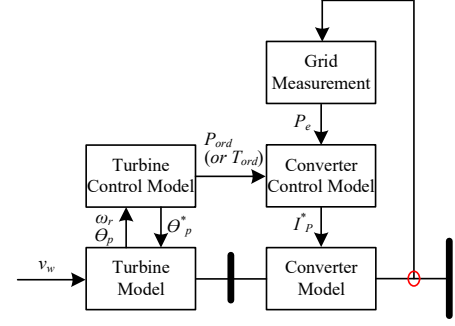 Grid
Measurement
P_e
P_ord
(or T_ord)
Turbine
Control Model
Converter
Control Model
ω_r
θ_p
θ^*_p
I^*_P
v_w
Turbine
Model
Converter
Model